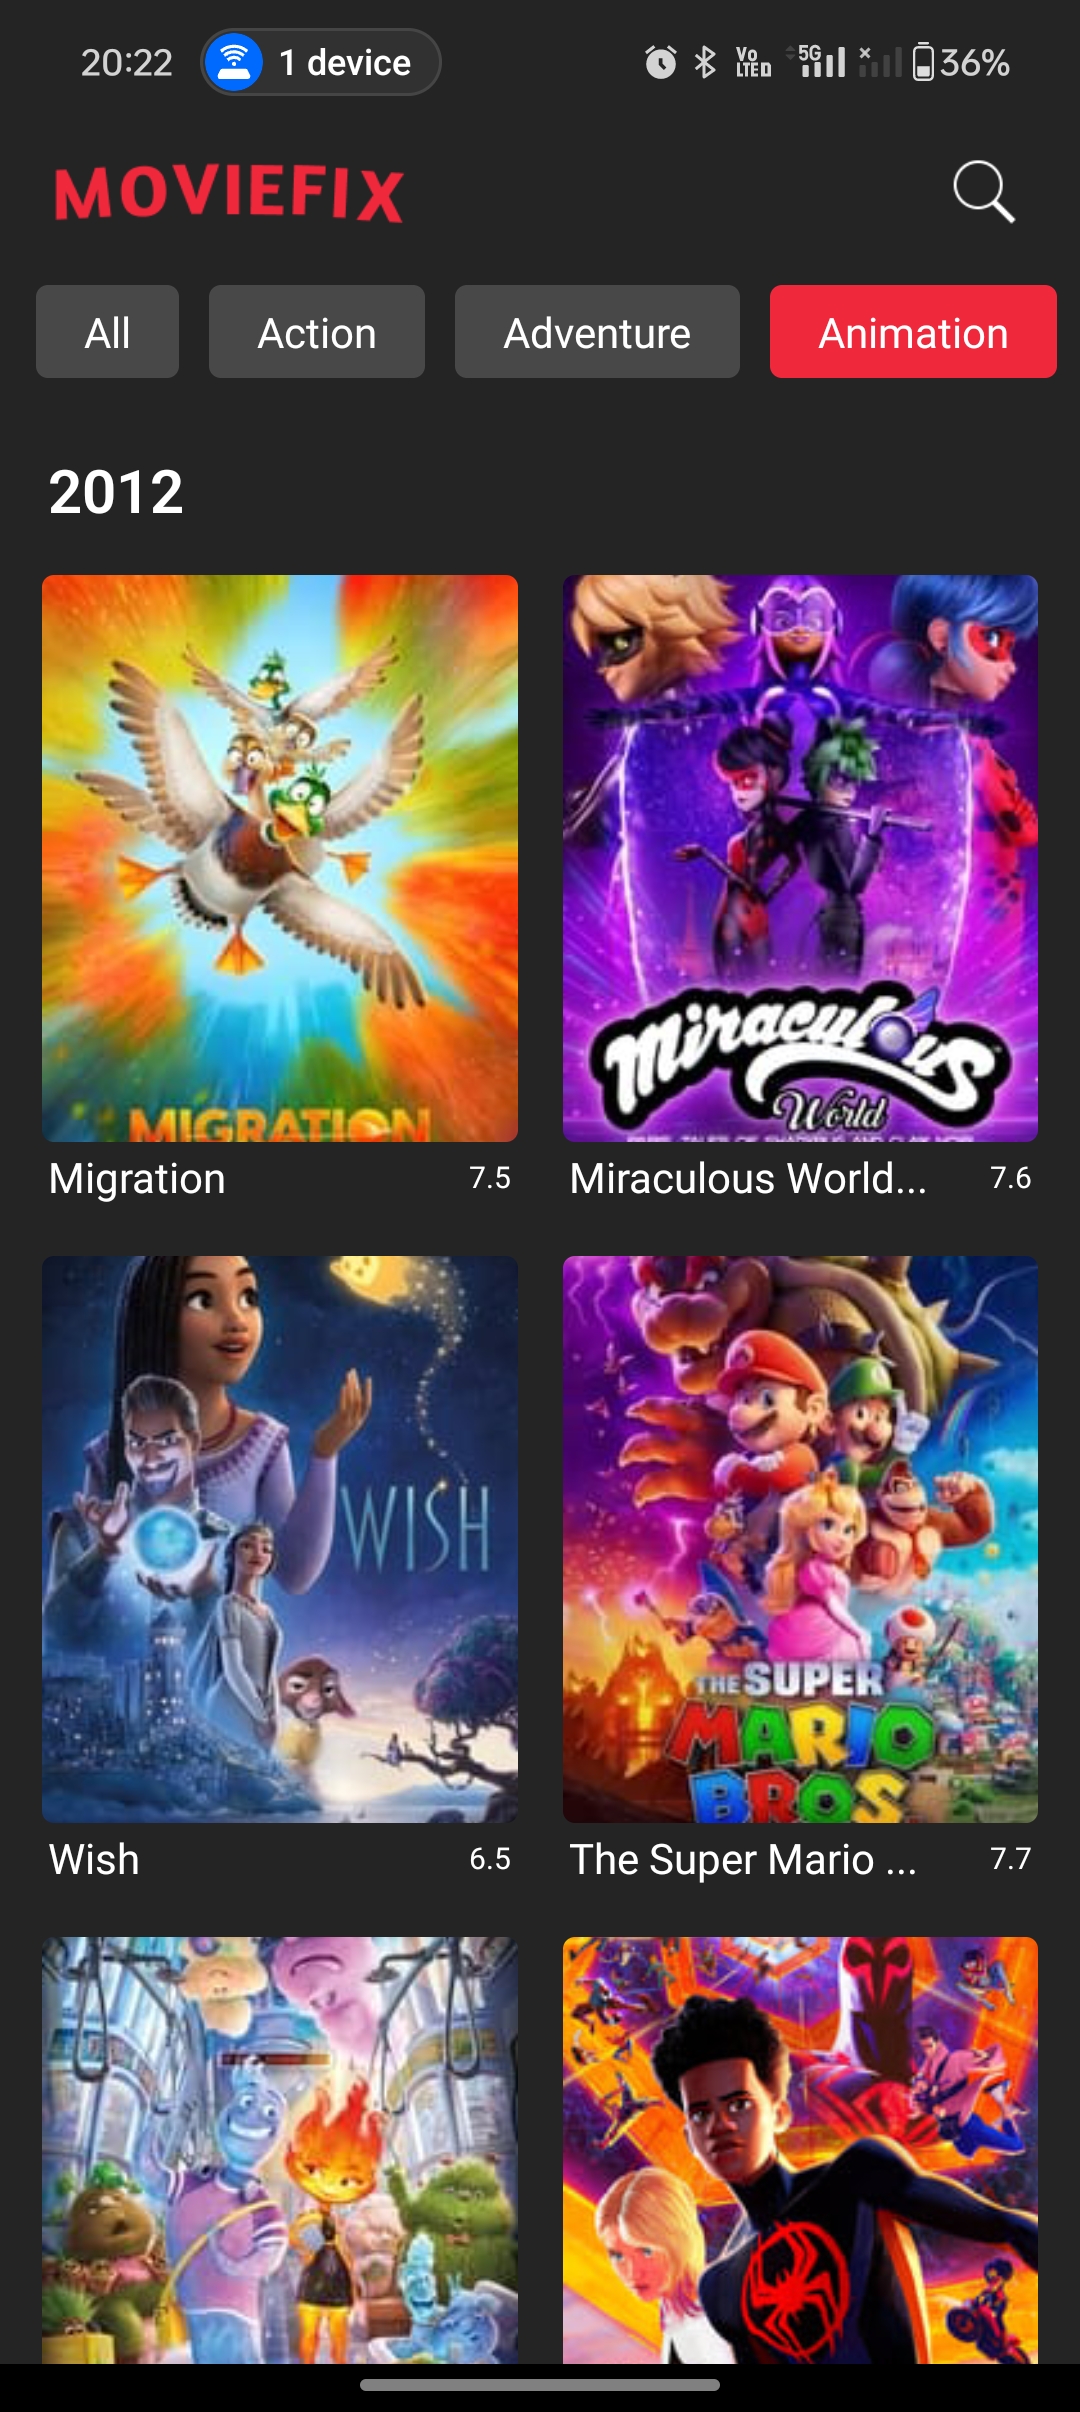 20:22 1 device Vo LTE D 5G 36%
MOVIEFIX
All Action Adventure Animation
2012
MIGRATION
Miraculous
World
Migration 7.5
Miraculous World... 7.6
WISH
THE SUPER
MARIO
BROS
Wish 6.5
The Super Mario ... 7.7